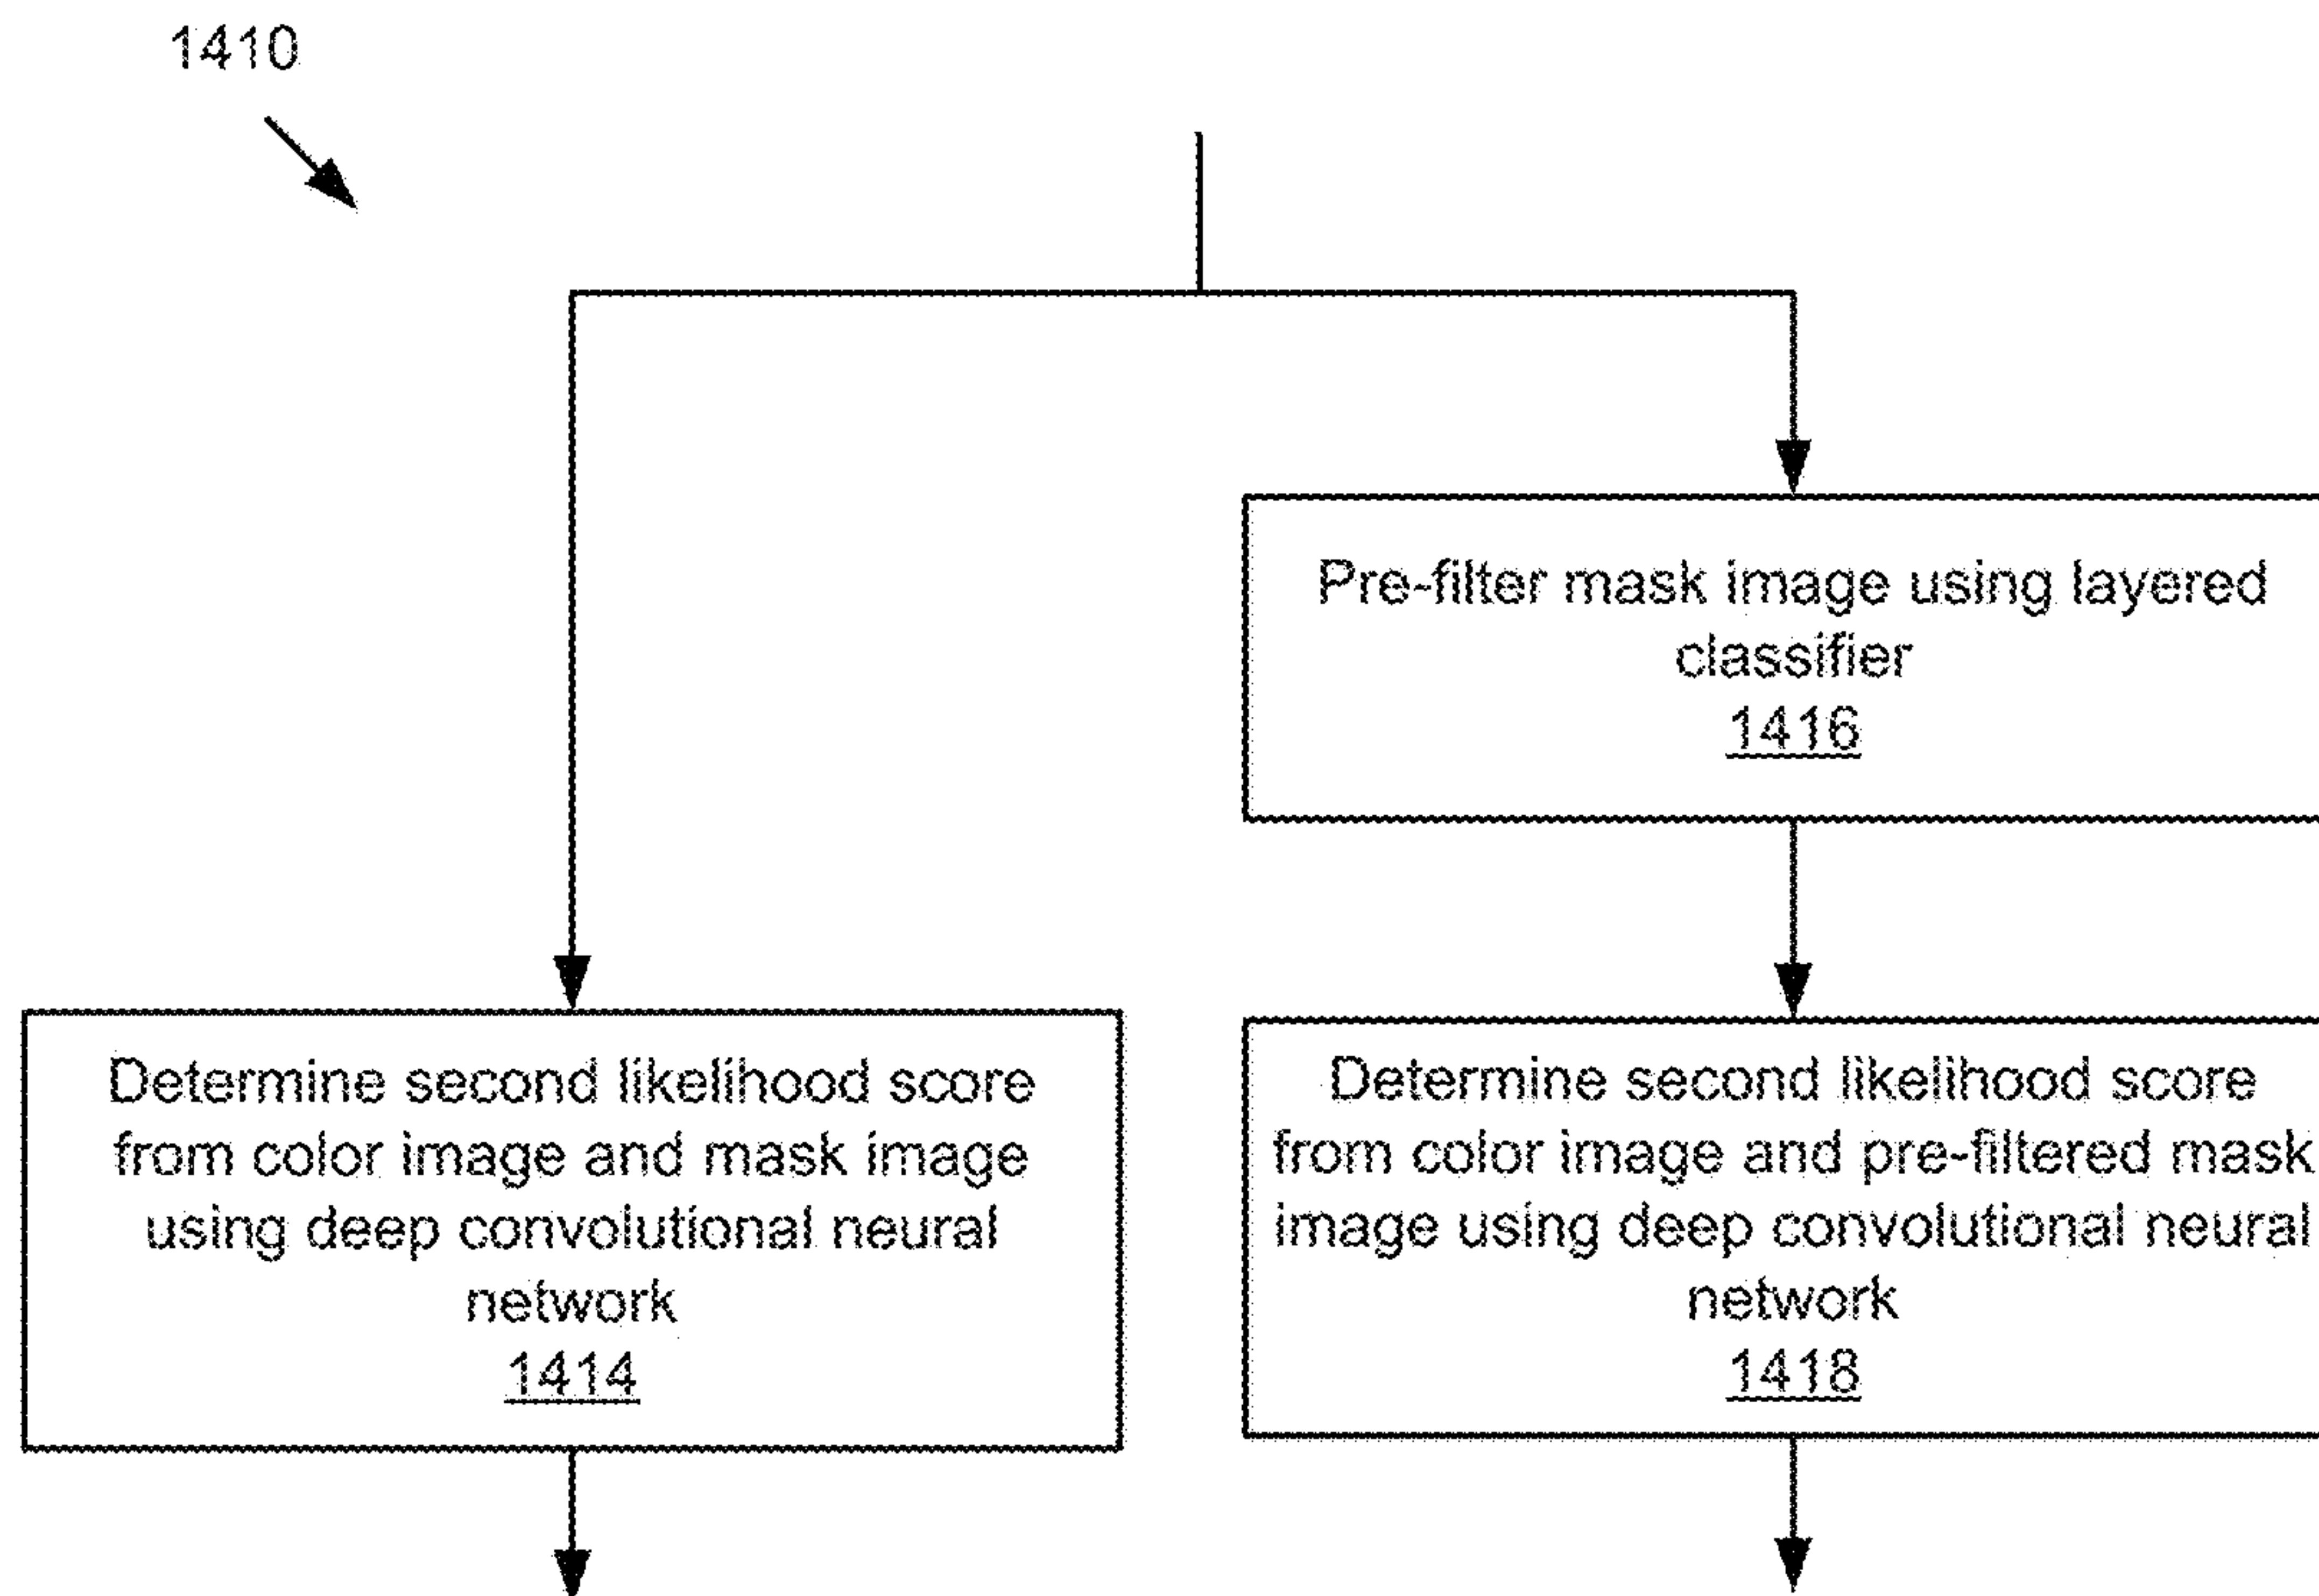 1410
Pre-filter mask image using layered
classifier
1416
Determine second likelihood score
from color image and mask image
using deep convolutional neural
network
1414
Determine second likelihood score
from color image and pre-filtered mask
image using deep convolutional neural
network
1418